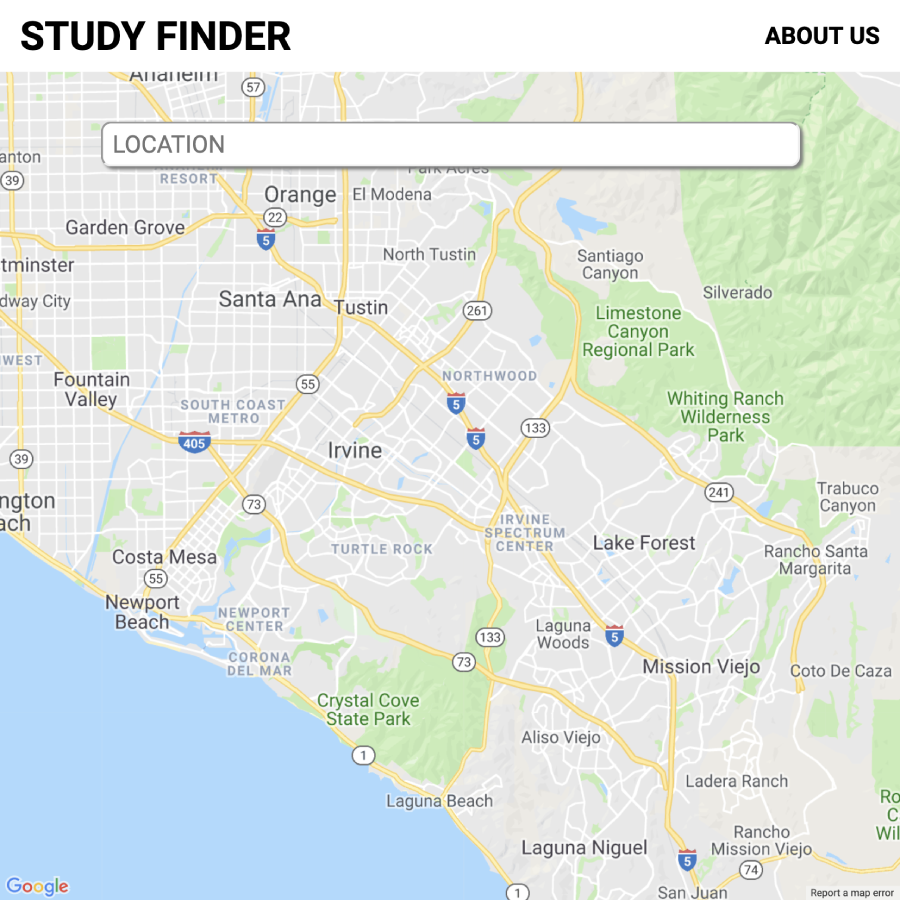 STUDY FINDER
ABOUT US
Anaheim
57
LOCATION
anton
39
RESORT
Park Acres
Orange
El Modena
22
Garden Grove
5
North Tustin
tminster
Santiago
Canyon
dway City
Santa Ana
Tustin
Silverado
261
Limestone
Canyon
Regional Park
WEST
Fountain
Valley
55
NORTHWOOD
5
SOUTH COAST
METRO
Whiting Ranch
Wilderness
Park
133
405
5
Irvine
39
241
ngton
ach
73
Trabuco
Canyon
IRVINE
SPECTRUM
CENTER
TURTLE ROCK
Lake Forest
Costa Mesa
Rancho Santa
Margarita
55
Newport
Beach
NEWPORT
CENTER
Laguna
Woods
133
5
CORONA
DEL MAR
73
Mission Viejo
Coto De Caza
Crystal Cove
State Park
Aliso Viejo
1
Ladera Ranch
Laguna Beach
Ro
C
Wil
Rancho
Mission Viejo
Laguna Niguel
5
74
Google
1
San Juan
Report a map error